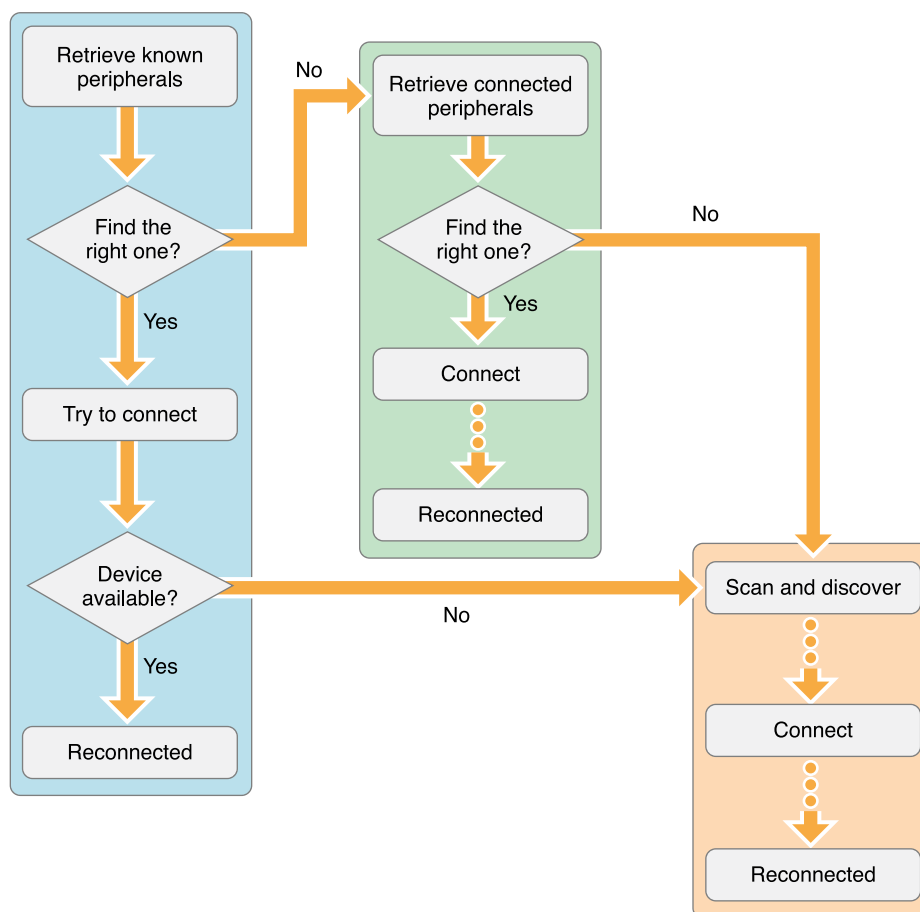 Retrieve known
peripherals
Find the
right one?
Yes
Try to connect
Device
available?
Yes
Reconnected
No
Retrieve connected
peripherals
Find the
right one?
Yes
Connect
Reconnected
No
No
Scan and discover
Connect
Reconnected